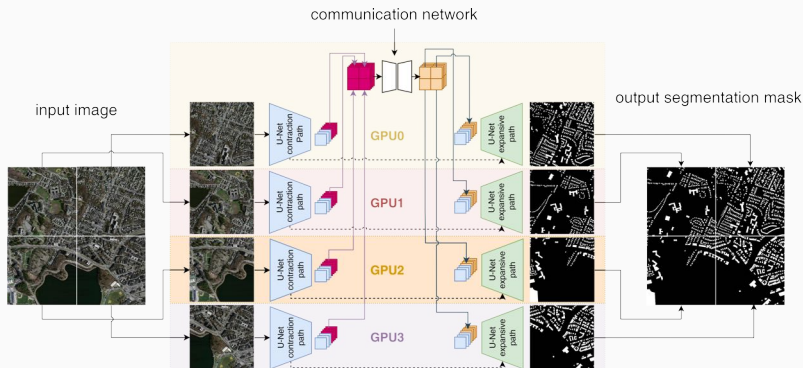 communication network
input image
output segmentation mask
U-Net
contraction
Path
GPU0
U-Net
expansive
path
U-Net
contraction
path
GPU1
U-Net
expansive
path
U-Net
contraction
path
GPU2
U-Net
expansive
path
U-Net
contraction
path
GPU3
U-Net
expansive
path